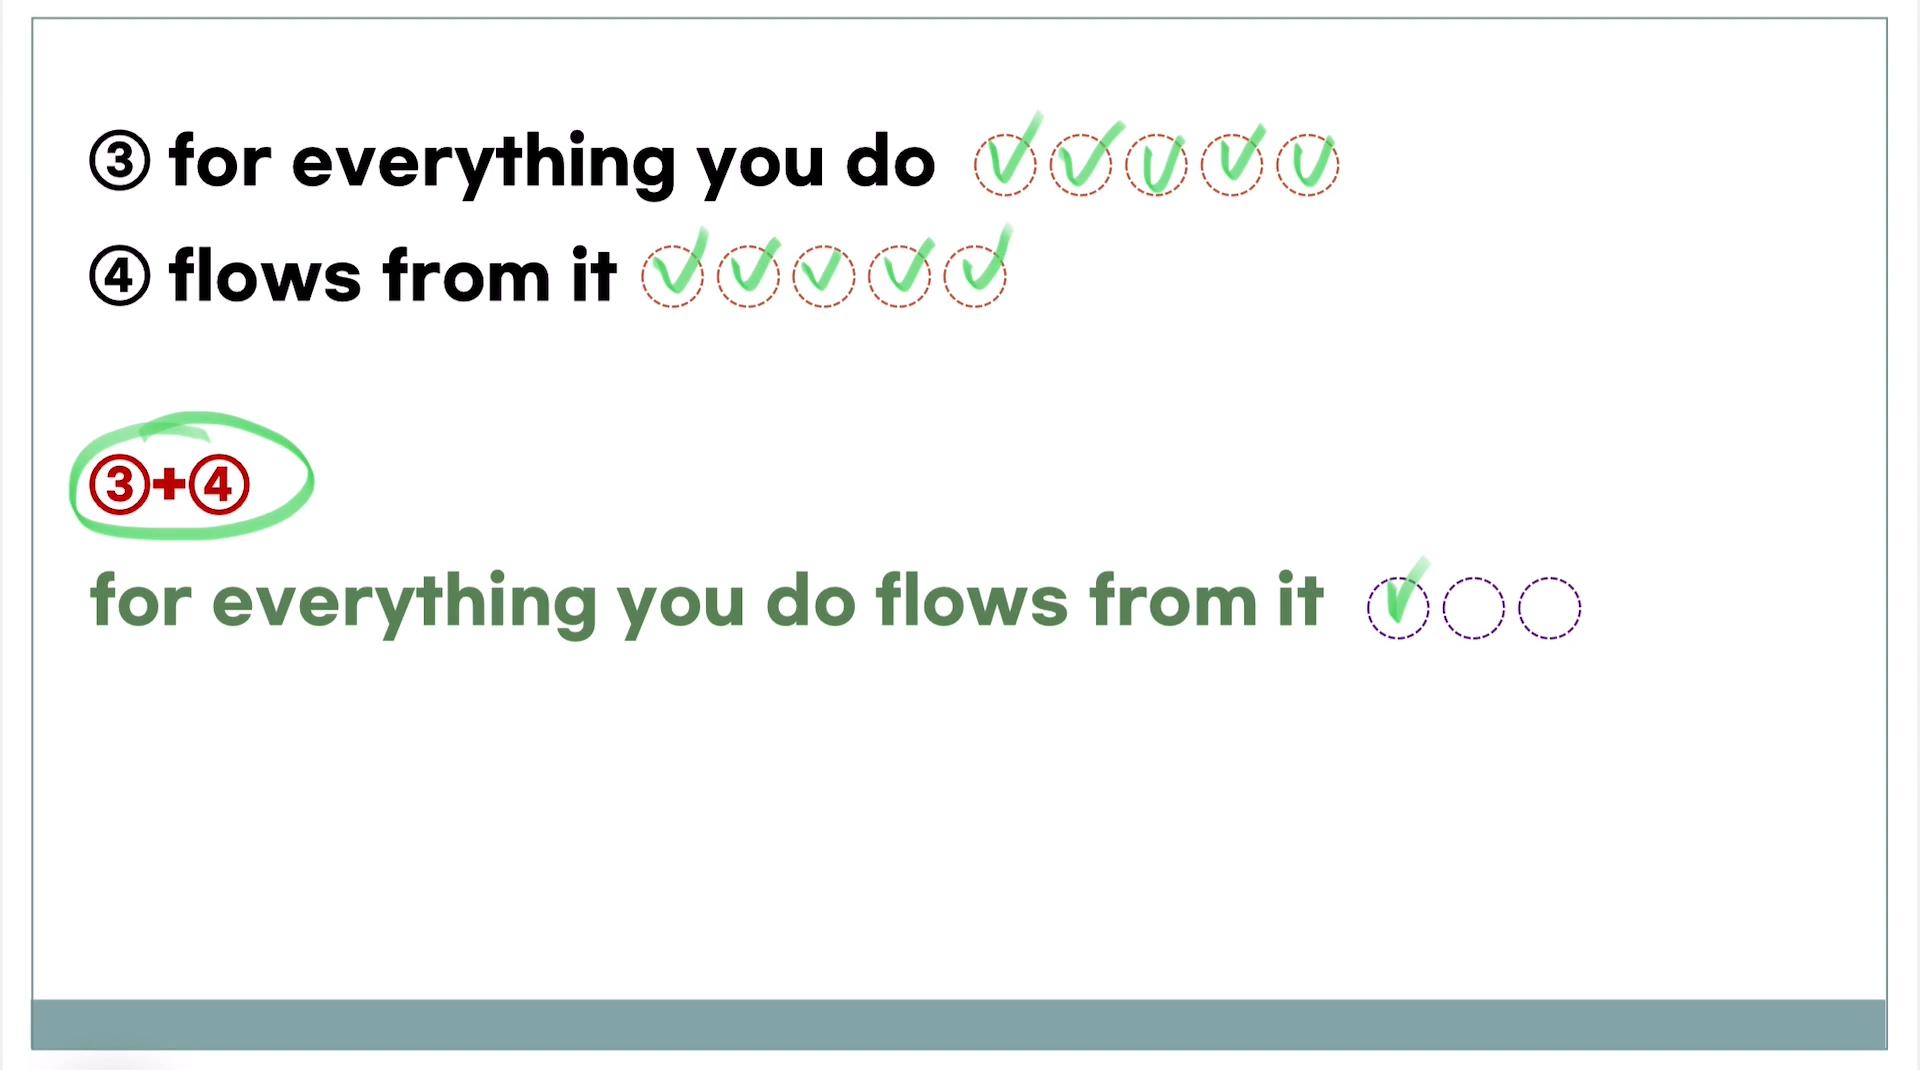 ③ for everything you do
④ flows from it
③+④
for everything you do flows from it